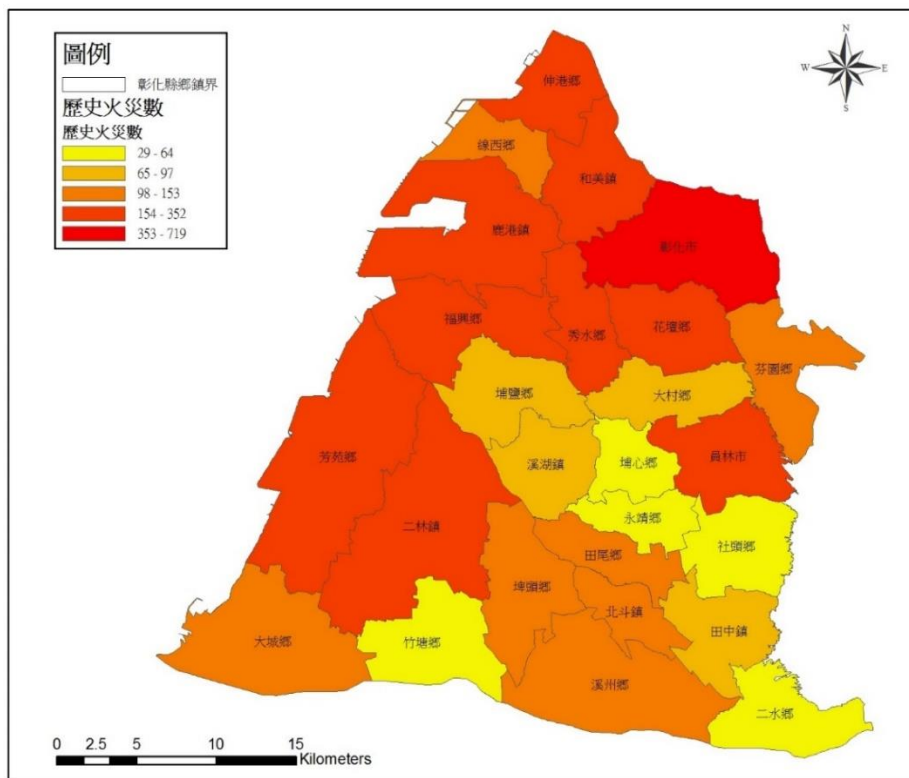 圖例
彰化縣鄉鎮界
歷史火災數
歷史火災數
29 - 64
65 - 97
98 - 153
154 - 352
353 - 719
N
W
E
S
伸港鄉
線西鄉
和美鎮
鹿港鎮
彰化市
福興鄉
秀水鄉
花壇鄉
芬園鄉
埔鹽鄉
大村鄉
芳苑鄉
溪湖鎮
埔心鄉
員林市
二林鎮
永靖鄉
社頭鄉
田尾鄉
埤頭鄉
北斗鎮
田中鎮
大城鄉
竹塘鄉
溪州鄉
二水鄉
0 2.5 5 10 15
Kilometers